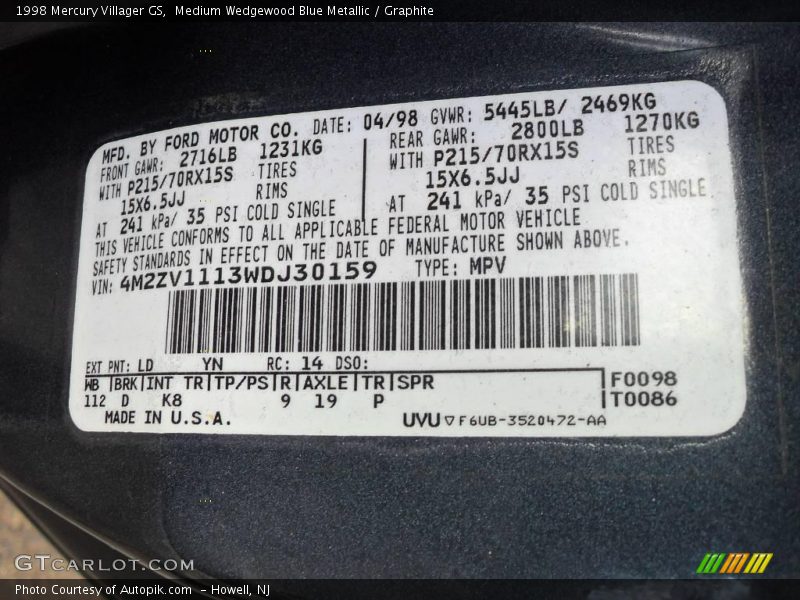 1998 Mercury Villager GS, Medium Wedgewood Blue Metallic / Graphite
MFD. BY FORD MOTOR CO. DATE: 04/98 GVWR: 5445LB/ 2469KG
FRONT GAWR: 2716LB 1231KG REAR GAWR: 2800LB 1270KG
WITH P215/70RX15S TIRES WITH P215/70RX15S TIRES
15X6.5JJ RIMS 15X6.5JJ RIMS
AT 241 kPa/ 35 PSI COLD SINGLE AT 241 kPa/ 35 PSI COLD SINGLE
THIS VEHICLE CONFORMS TO ALL APPLICABLE FEDERAL MOTOR VEHICLE
SAFETY STANDARDS IN EFFECT ON THE DATE OF MANUFACTURE SHOWN ABOVE.
VIN: 4M2ZV1113WDJ30159 TYPE: MPV
EXT PNT: LD YN RC: 14 DSO:
WB BRK INT TR TP/PS R AXLE TR SPR F0098
112 D K8 9 19 P T0086
MADE IN U.S.A. UVU ▽ F6UB-3520472-AA
GTCARLOT.COM
Photo Courtesy of Autopik.com - Howell, NJ